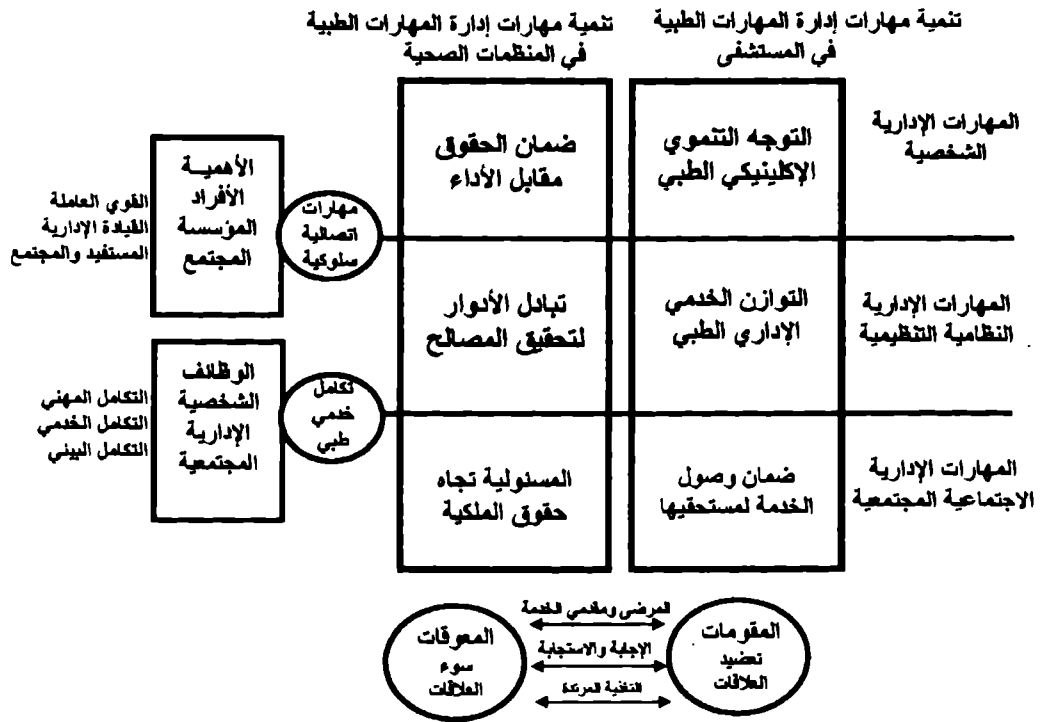 تنمية مهارات إدارة المهارات الطبية
في المستشفى
تنمية مهارات إدارة المهارات الطبية
في المنظمات الصحية
المهارات الإدارية
الشخصية
التوجه التنموي
الإكلينيكي الطبي
ضمان الحقوق
مقابل الأداء
مهارات
اتصالية
سلوكية
الأهميــة
الأفراد
المؤسسة
المجتمع
القوي العاملة
القيادة الإدارية
المستفيد والمجتمع
المهارات الإدارية
النظامية التنظيمية
التوازن الخدمي
الإداري الطبي
تبادل الأدوار
لتحقيق المصالح
تكامل
خدمي
طبي
الوظائف
الشخصية
الإدارية
المجتمعية
التكامل المهني
التكامل الخدمي
التكامل البيني
المهارات الإدارية
الاجتماعية المجتمعية
ضمان وصول
الخدمة لمستحقيها
المسئولية تجاه
حقوق الملكية
المقومات
تعضيد
العلاقات
المرضى ومقدمي الخدمة
الإجابة والاستجابة
التغذية المرتدة
المعوقات
سوء
العلاقات